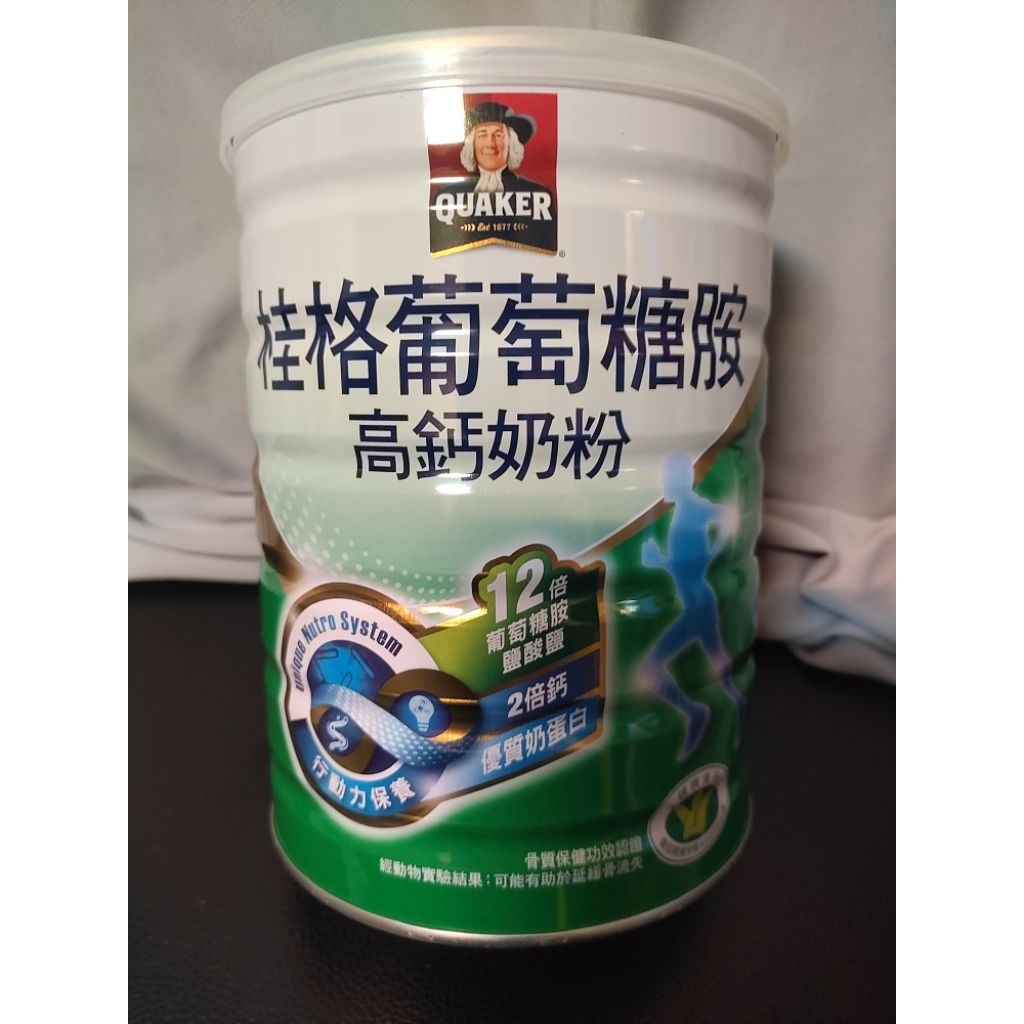 QUAKER
Est 1877
®
桂格葡萄糖胺
高鈣奶粉
Unique Nutro System
行動力保養
12倍
葡萄糖胺
鹽酸鹽
2倍鈣
優質奶蛋白
骨質保健功效認證
經動物實驗結果：可能有助於延緩骨流失